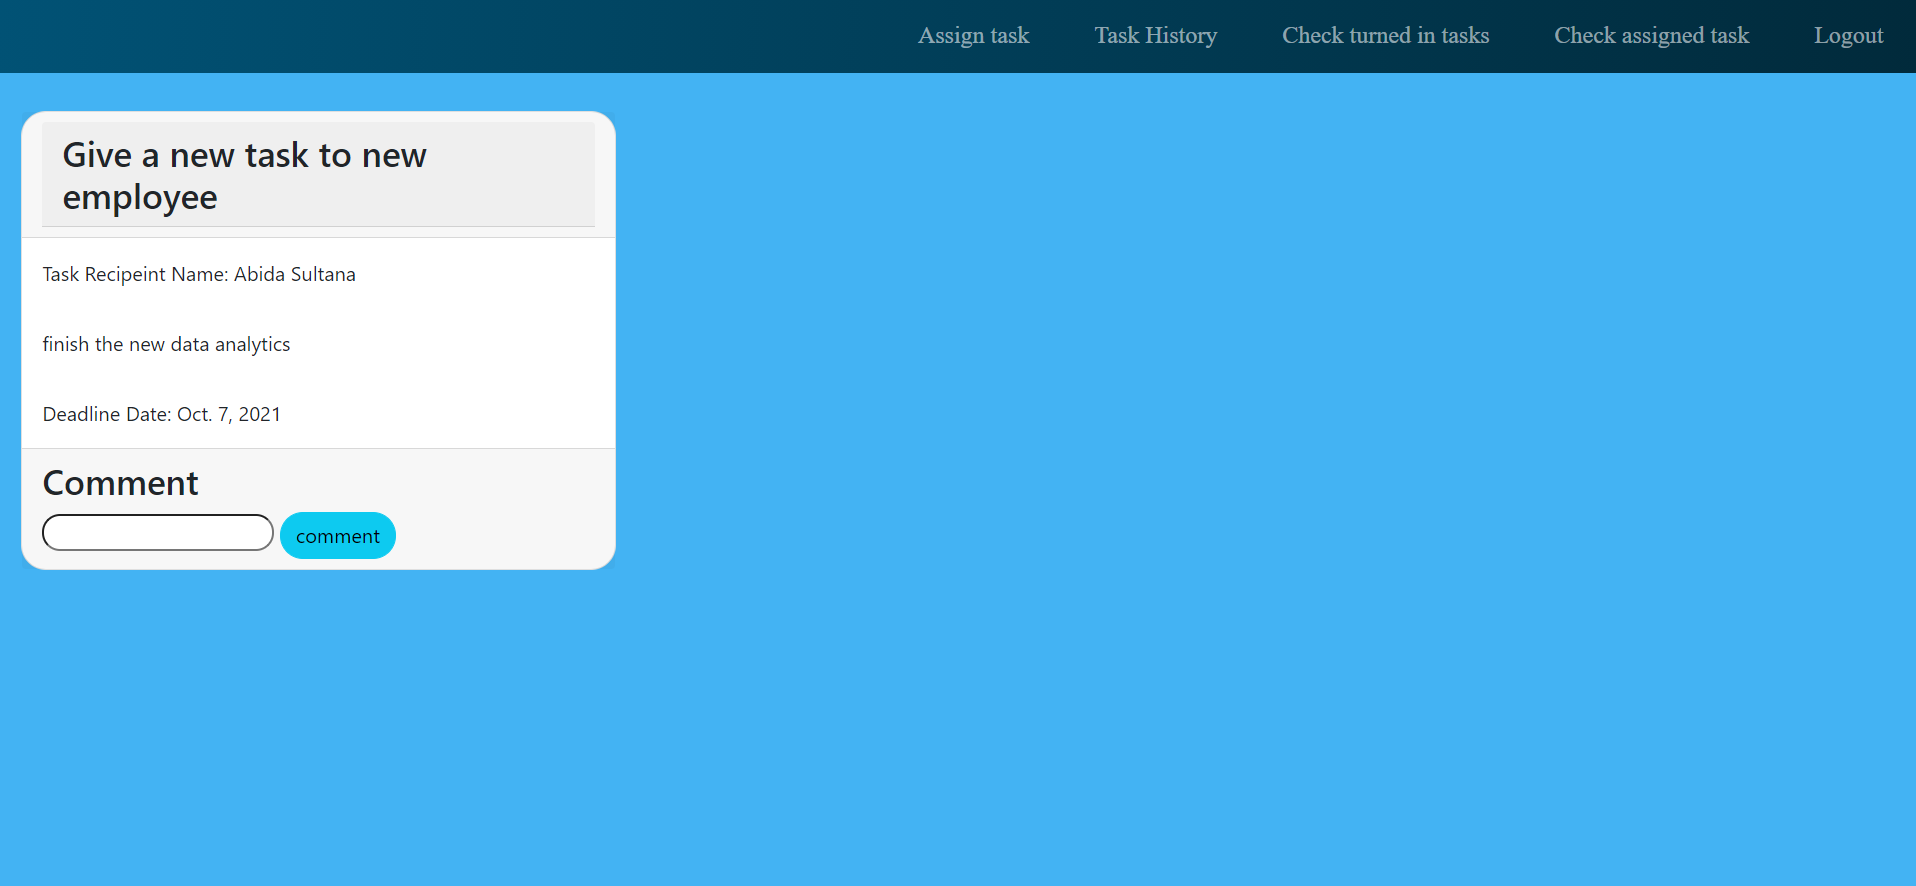 Assign task Task History Check turned in tasks Check assigned task Logout
Give a new task to new
employee
Task Recipeint Name: Abida Sultana
finish the new data analytics
Deadline Date: Oct. 7, 2021
Comment
comment